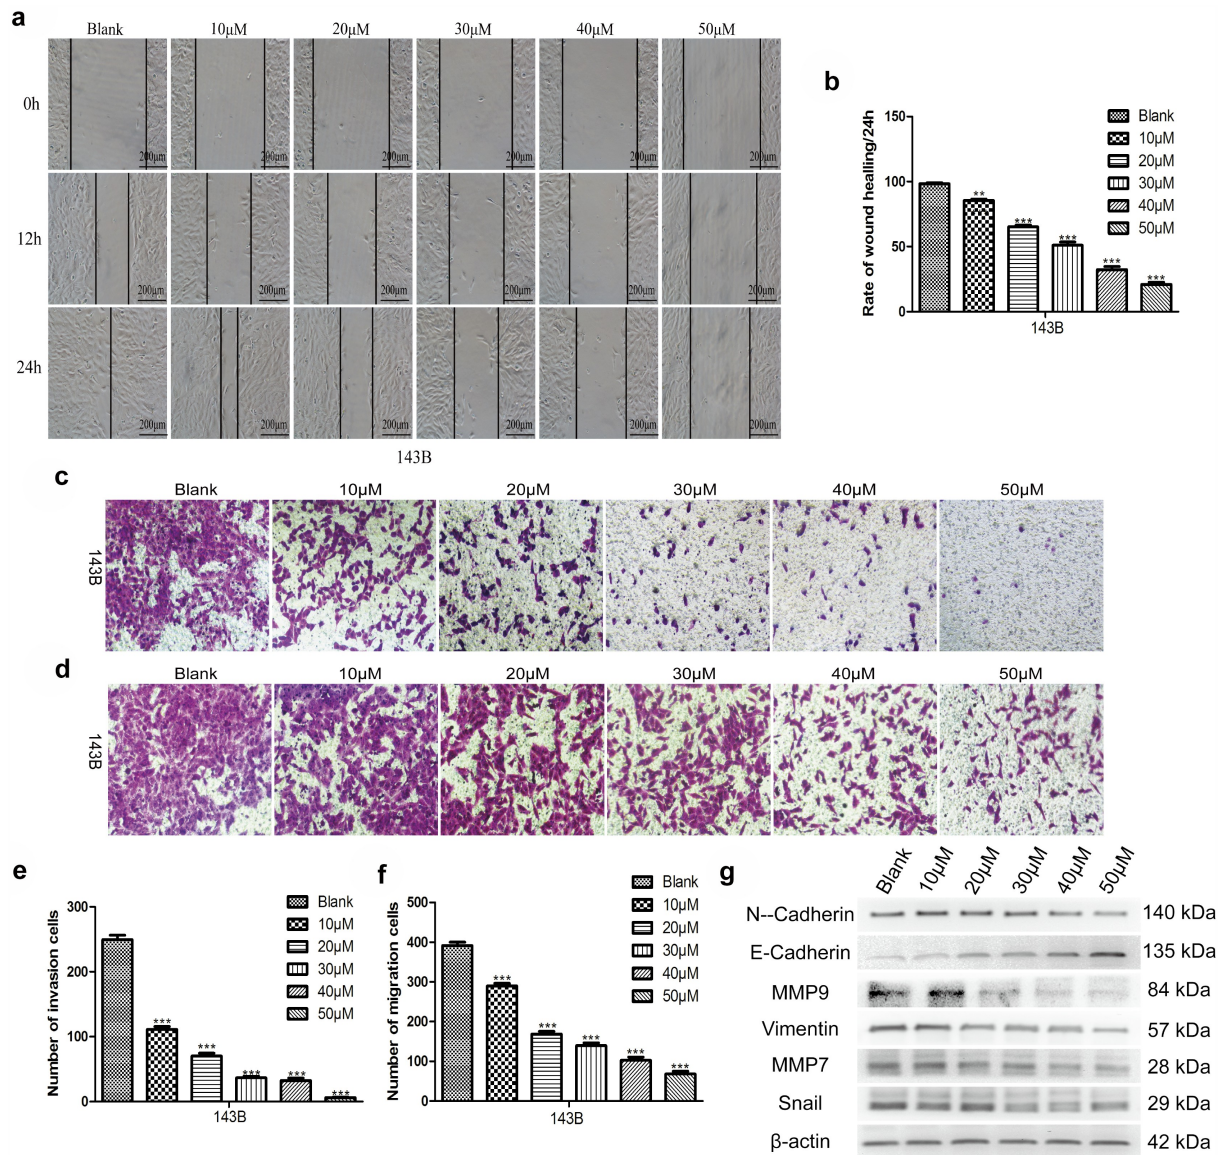 a
Blank 10μM 20μM 30μM 40μM 50μM
0h
200μm 200μm 200μm 200μm 200μm 200μm
12h
200μm 200μm 200μm 200μm 200μm 200μm
24h
200μm 200μm 200μm 200μm 200μm 200μm
143B
b
Rate of wound healling/24h
150
100
50
0
** *** *** *** ***
143B
Blank
10μM
20μM
30μM
40μM
50μM
c
Blank 10μM 20μM 30μM 40μM 50μM
143B
d
Blank 10μM 20μM 30μM 40μM 50μM
143B
e
Number of invasion cells
300
200
100
0
*** *** *** *** ***
143B
Blank
10μM
20μM
30μM
40μM
50μM
f
Number of migration cells
500
400
300
200
100
0
*** *** *** *** ***
143B
Blank
10μM
20μM
30μM
40μM
50μM
g
Blank 10μM 20μM 30μM 40μM 50μM
N--Cadherin 140 kDa
E-Cadherin 135 kDa
MMP9 84 kDa
Vimentin 57 kDa
MMP7 28 kDa
Snail 29 kDa
β-actin 42 kDa